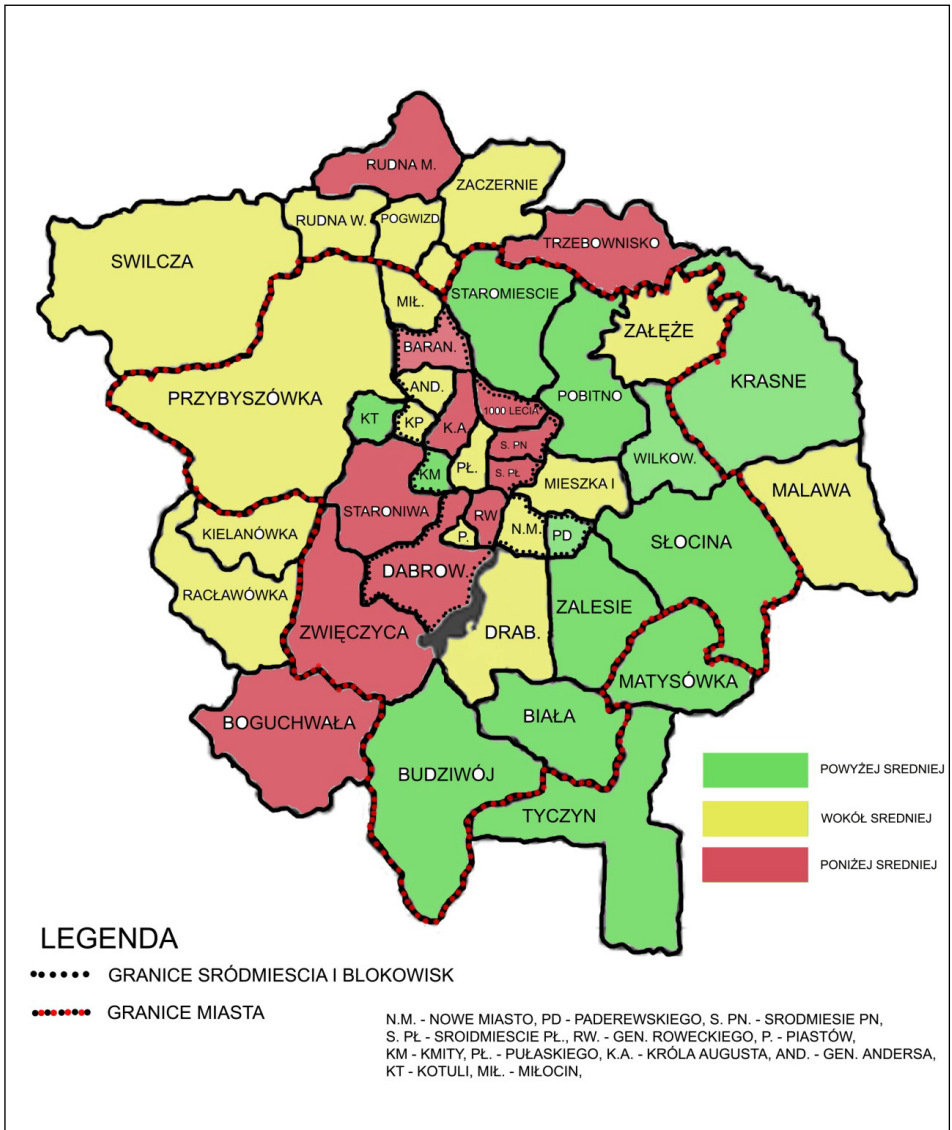 RUDNA M.
ZACZERNIE
RUDNA W.
POGWIZD
TRZEBOWNISKO
SWILCZA
STAROMIESCIE
MIŁ.
ZAŁĘŻE
BARAN.
KRASNE
AND.
PRZYBYSZÓWKA
POBITNO
1000 LECIA
KT
KP
K.A
S. PN
WILKOW.
PŁ.
S. PŁ
KM
MIESZKA I
MALAWA
STARONIWA
RW
N.M.
PD
KIELANÓWKA
P.
SŁOCINA
DABROW.
RACŁAWÓWKA
ZALESIE
ZWIĘCZYCA
DRAB.
MATYSÓWKA
BIAŁA
BOGUCHWAŁA
BUDZIWÓJ
TYCZYN
POWYŻEJ SREDNIEJ
WOKÓŁ SREDNIEJ
PONIŻEJ SREDNIEJ
LEGENDA
GRANICE SRÓDMIESCIA I BLOKOWISK
GRANICE MIASTA
N.M. - NOWE MIASTO, PD - PADEREWSKIEGO, S. PN. - SRODMIESIE PN,
S. PŁ - SROIDMIESCIE PŁ., RW. - GEN. ROWECKIEGO, P. - PIASTÓW,
KM - KMITY, PŁ. - PUŁASKIEGO, K.A. - KRÓLA AUGUSTA, AND. - GEN. ANDERSA,
KT - KOTULI, MIŁ. - MIŁOCIN,